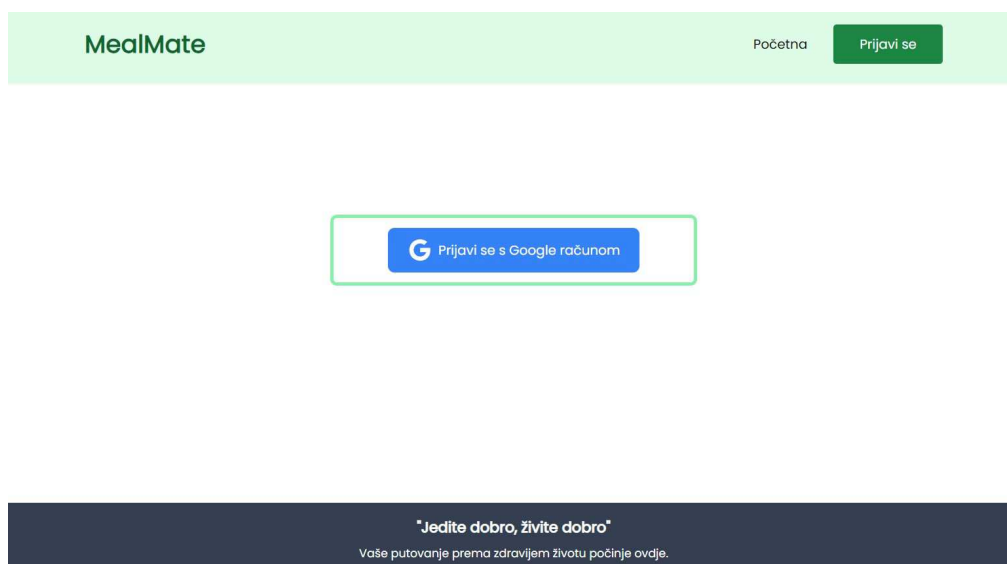 MealMate
Početna
Prijavi se
Prijavi se s Google računom
"Jedite dobro, živite dobro"
Vaše putovanje prema zdravijem životu počinje ovdje.